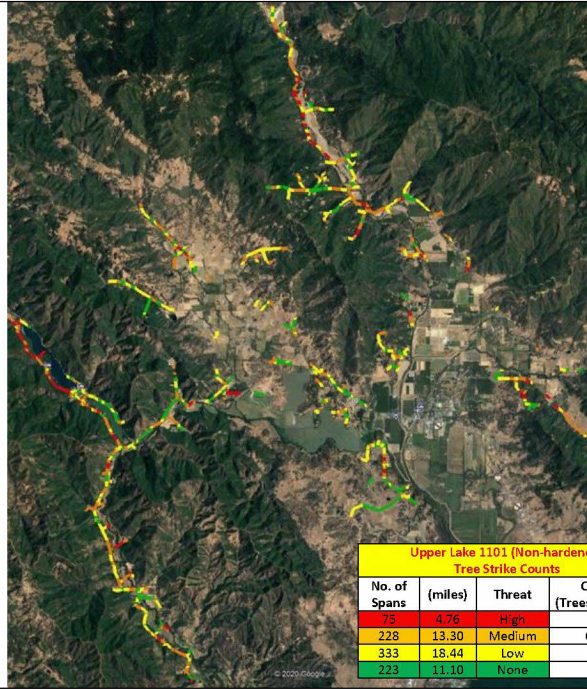 Upper Lake 1101 (Non-hardene
Tree Strike Counts
No. of Spans (miles) Threat C (Trees
75 4.76 High
228 13.30 Medium
333 18.44 Low
223 11.10 None
© 2020 Google